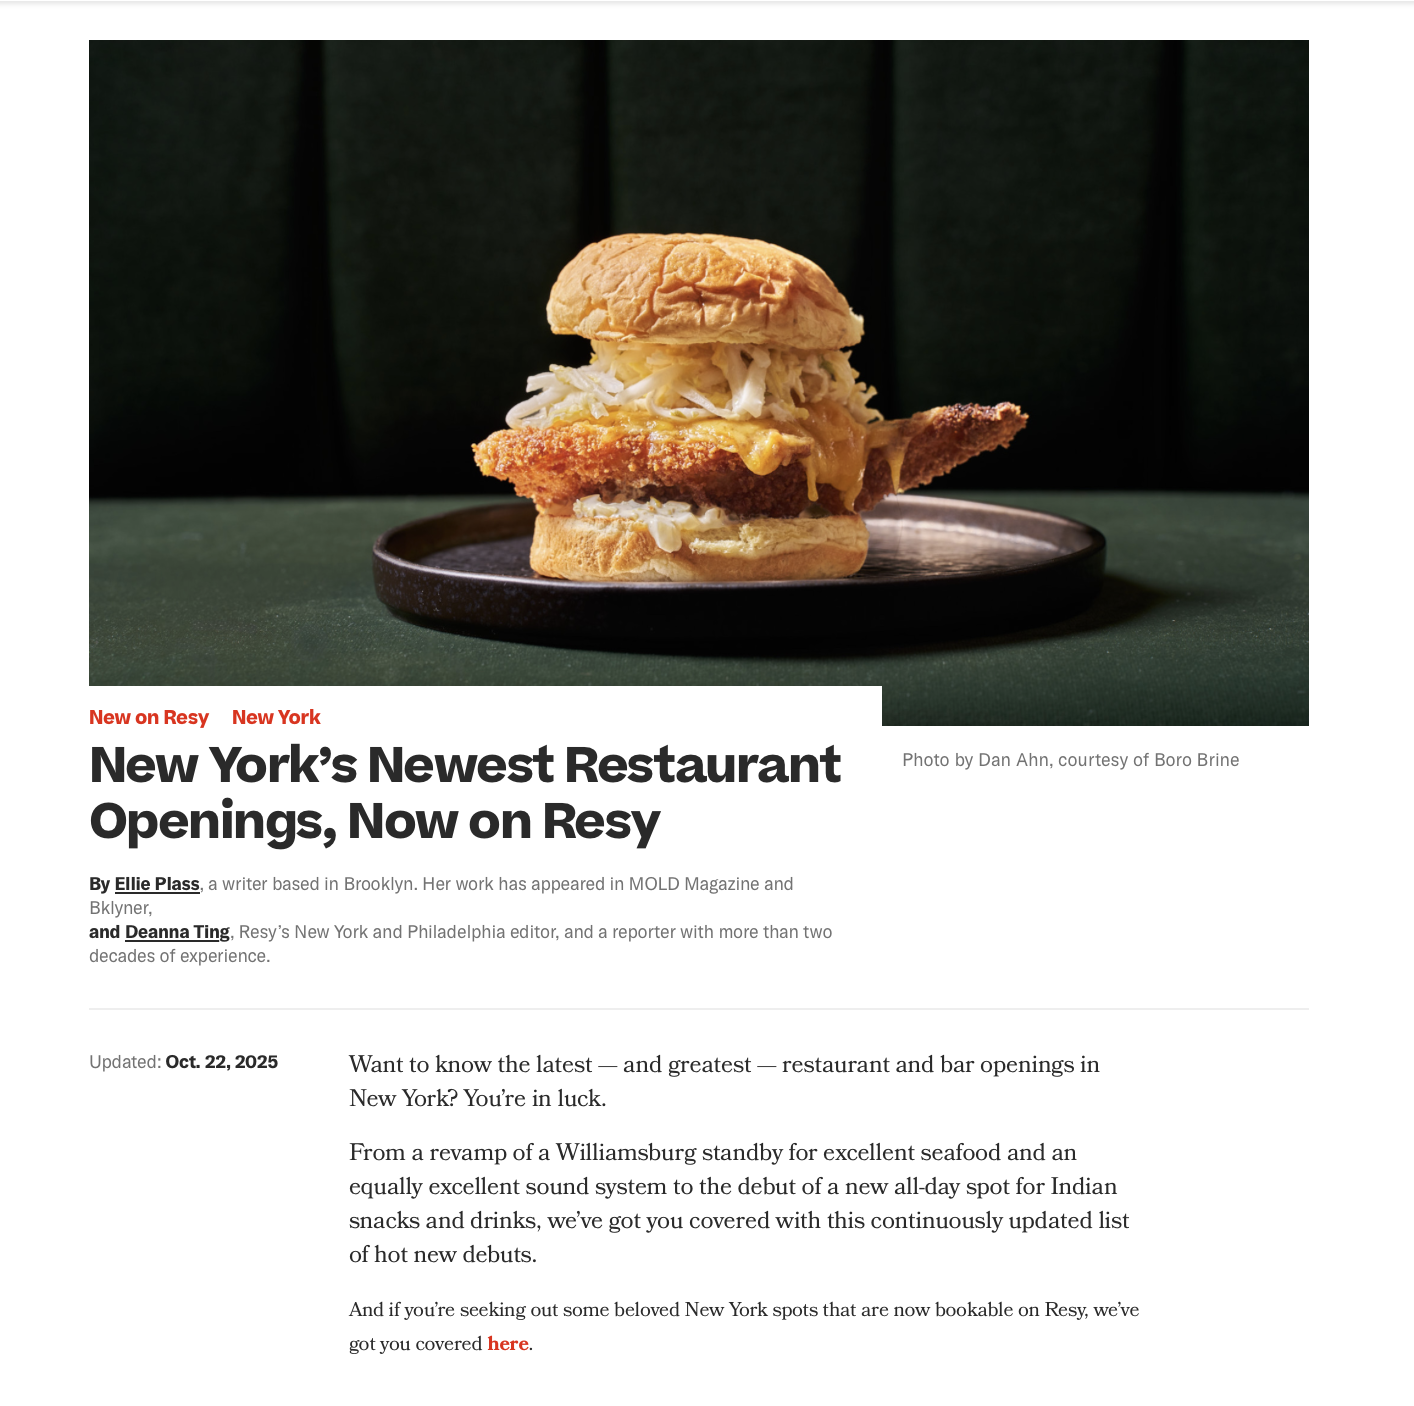 New on Resy New York
New York’s Newest Restaurant
Openings, Now on Resy
Photo by Dan Ahn, courtesy of Boro Brine
By Ellie Plass, a writer based in Brooklyn. Her work has appeared in MOLD Magazine and
Bklyner,
and Deanna Ting, Resy’s New York and Philadelphia editor, and a reporter with more than two
decades of experience.
Updated: Oct. 22, 2025
Want to know the latest — and greatest — restaurant and bar openings in
New York? You’re in luck.
From a revamp of a Williamsburg standby for excellent seafood and an
equally excellent sound system to the debut of a new all-day spot for Indian
snacks and drinks, we’ve got you covered with this continuously updated list
of hot new debuts.
And if you’re seeking out some beloved New York spots that are now bookable on Resy, we’ve
got you covered here.